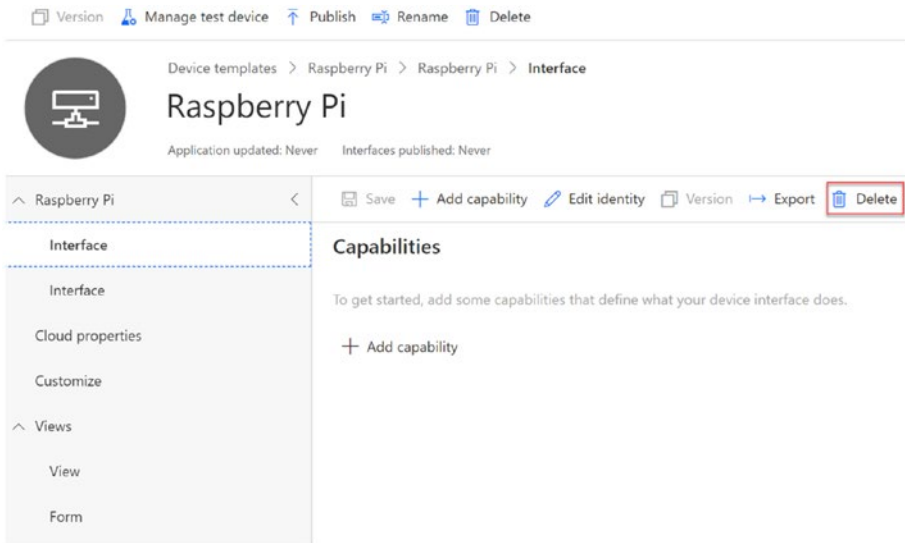 Version Manage test device Publish Rename Delete
Device templates > Raspberry Pi > Raspberry Pi > Interface
Raspberry Pi
Application updated: Never Interfaces published: Never
Raspberry Pi
Save Add capability Edit identity Version Export Delete
Interface
Capabilities
Interface
To get started, add some capabilities that define what your device interface does.
Cloud properties
Add capability
Customize
Views
View
Form